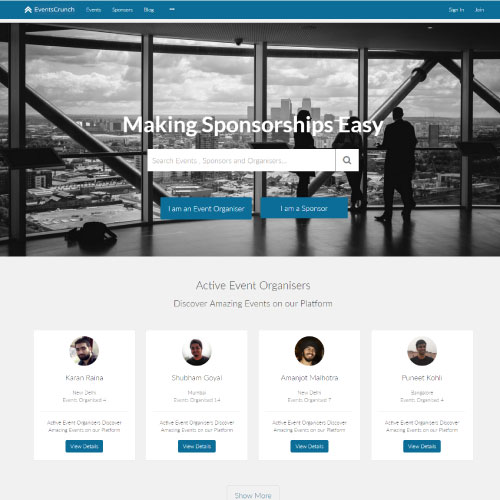 EventsCrunch Events Sponsors Blog ••• Sign In Join
Making Sponsorships Easy
Search Events , Sponsors and Organisers...
I am an Event Organiser I am a Sponsor
Active Event Organisers
Discover Amazing Events on our Platform
Karan Raina Shubham Goyal Amanjot Malhotra Puneet Kohli
New Delhi Mumbai New Delhi Bangalore
Events Organised 4 Events Organised 14 Events Organised 7 Events Organised 4
Active Event Organisers Discover Active Event Organisers Discover Active Event Organisers Discover Active Event Organisers Discover
Amazing Events on our Platform Amazing Events on our Platform Amazing Events on our Platform Amazing Events on our Platform
View Details View Details View Details View Details
Show More